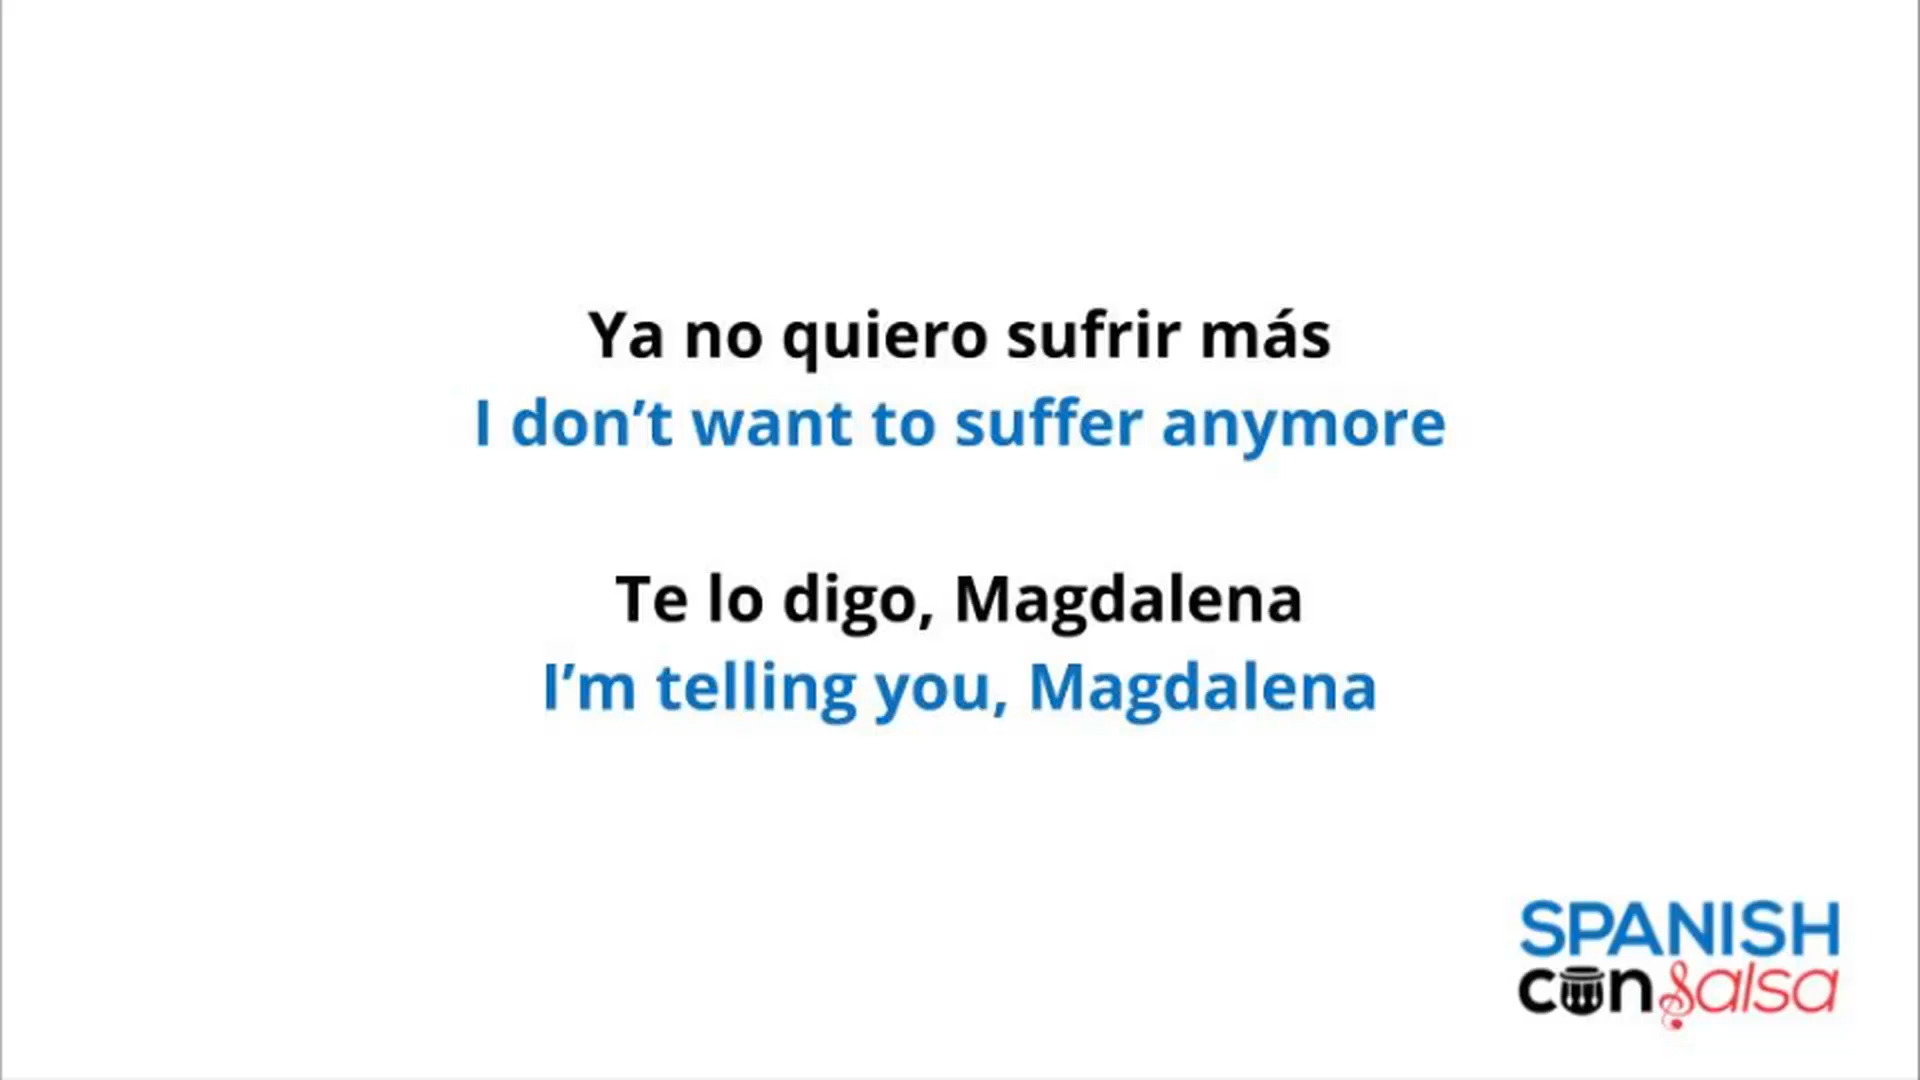 Ya no quiero sufrir más
I don’t want to suffer anymore
Te lo digo, Magdalena
I’m telling you, Magdalena
SPANISH
con Salsa